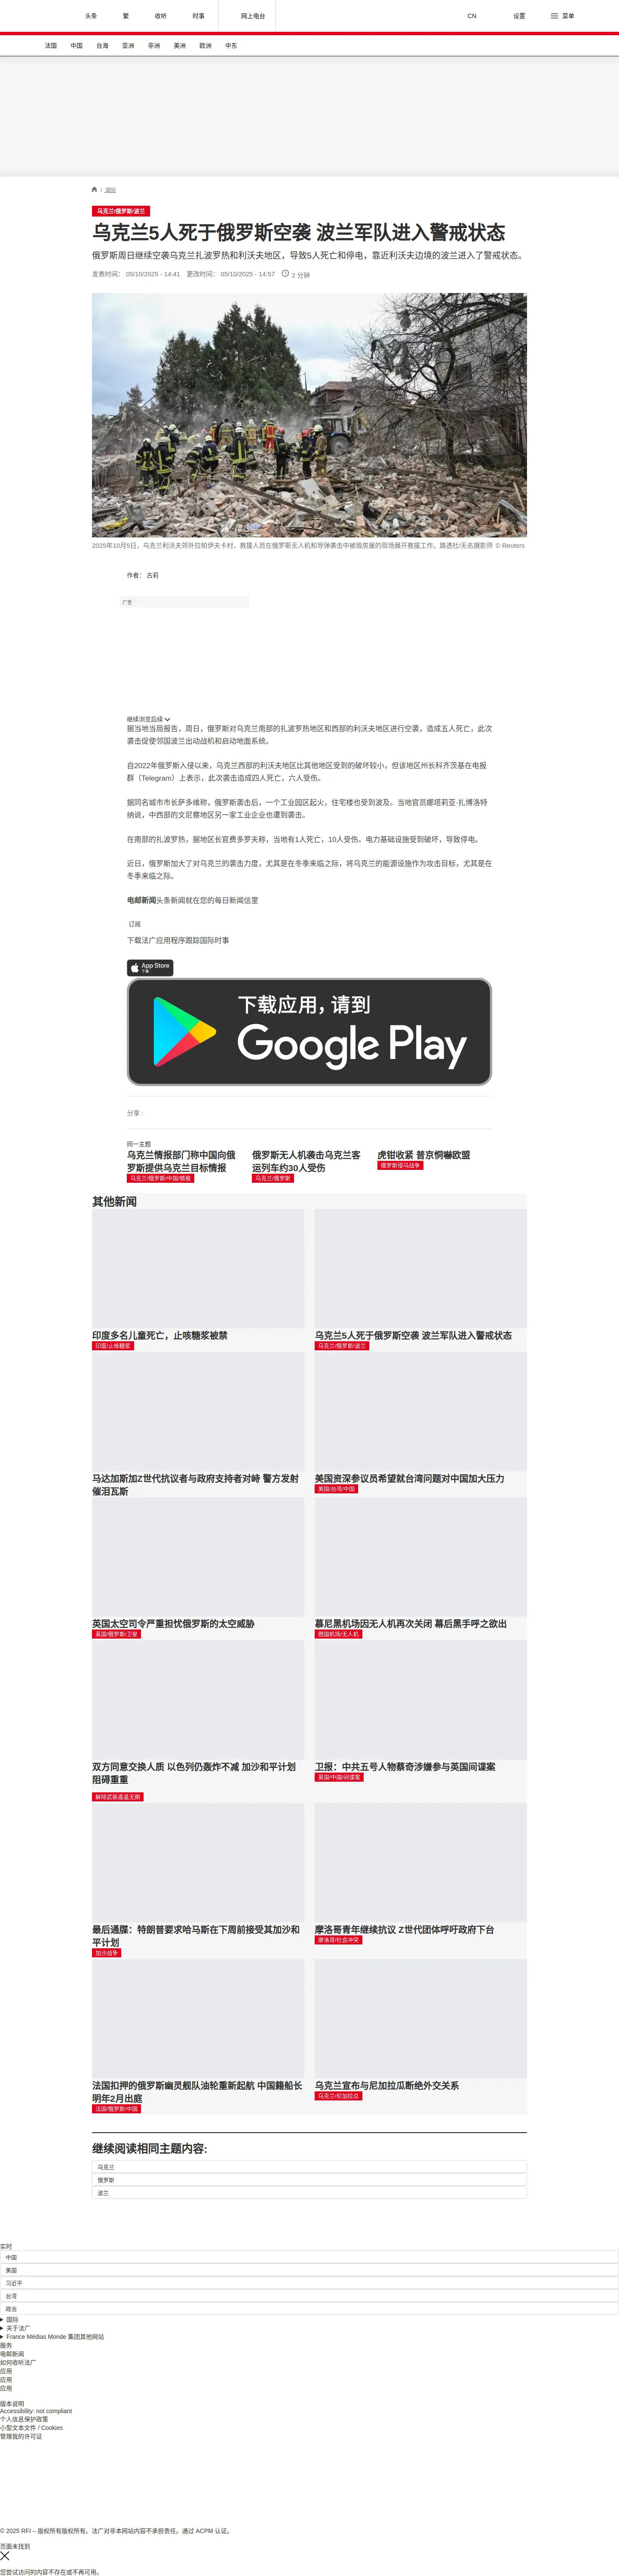 头条
繁
收听
时事
网上电台
CN
设置
菜单
法国
中国
台海
亚洲
非洲
美洲
欧洲
中东
/ 国际
乌克兰/俄罗斯/波兰
乌克兰5人死于俄罗斯空袭 波兰军队进入警戒状态
俄罗斯周日继续空袭乌克兰扎波罗热和利沃夫地区，导致5人死亡和停电，靠近利沃夫边境的波兰进入了警戒状态。
发表时间： 05/10/2025 - 14:41 更改时间： 05/10/2025 - 14:57 2 分钟
2025年10月5日，乌克兰利沃夫郊外拉帕伊夫卡村，救援人员在俄罗斯无人机和导弹袭击中被毁房屋的现场展开救援工作。路透社/无名摄影师 © Reuters
作者： 古莉
广告
继续浏览后续
据当地当局报告，周日，俄罗斯对乌克兰南部的扎波罗热地区和西部的利沃夫地区进行空袭，造成五人死亡，此次
袭击促使邻国波兰出动战机和启动地面系统。
自2022年俄罗斯入侵以来，乌克兰西部的利沃夫地区比其他地区受到的破坏较小，但该地区州长科齐茨基在电报
群（Telegram）上表示，此次袭击造成四人死亡，六人受伤。
据同名城市市长萨多维称，俄罗斯袭击后，一个工业园区起火，住宅楼也受到波及。当地官员娜塔莉亚·扎博洛特
纳说，中西部的文尼察地区另一家工业企业也遭到袭击。
在南部的扎波罗热，据地区长官费多罗夫称，当地有1人死亡，10人受伤。电力基础设施受到破坏，导致停电。
近日，俄罗斯加大了对乌克兰的袭击力度，尤其是在冬季来临之际，将乌克兰的能源设施作为攻击目标，尤其是在
冬季来临之际。
电邮新闻头条新闻就在您的每日新闻信里
订阅
下载法广应用程序跟踪国际时事
App Store
下载
下载应用，请到
Google Play
分享 :
同一主题
乌克兰情报部门称中国向俄
罗斯提供乌克兰目标情报
乌克兰/俄罗斯/中国/情报
俄罗斯无人机袭击乌克兰客
运列车约30人受伤
乌克兰/俄罗斯
虎钳收紧 普京恫嚇欧盟
俄罗斯侵乌战争
其他新闻
印度多名儿童死亡，止咳糖浆被禁
印度/止咳糖浆
乌克兰5人死于俄罗斯空袭 波兰军队进入警戒状态
乌克兰/俄罗斯/波兰
马达加斯加Z世代抗议者与政府支持者对峙 警方发射
催泪瓦斯
美国资深参议员希望就台湾问题对中国加大压力
美国/台湾/中国
英国太空司令严重担忧俄罗斯的太空威胁
英国/俄罗斯/卫星
慕尼黑机场因无人机再次关闭 幕后黑手呼之欲出
德国机场/无人机
双方同意交换人质 以色列仍轰炸不减 加沙和平计划
阻碍重重
解除武装遥遥无期
卫报：中共五号人物蔡奇涉嫌参与英国间谍案
英国/中国/间谍案
最后通牒：特朗普要求哈马斯在下周前接受其加沙和
平计划
加沙战争
摩洛哥青年继续抗议 Z世代团体呼吁政府下台
摩洛哥/社会冲突
法国扣押的俄罗斯幽灵舰队油轮重新起航 中国籍船长
明年2月出庭
法国/俄罗斯/中国
乌克兰宣布与尼加拉瓜断绝外交关系
乌克兰/尼加拉瓜
继续阅读相同主题内容:
乌克兰
俄罗斯
波兰
实时
中国
美国
习近平
台湾
政治
国际
关于法广
France Médias Monde 集团其他网站
服务
电邮新闻
如何收听法广
应用
应用
应用
版本说明
Accessibility: not compliant
个人信息保护政策
小型文本文件 / Cookies
管理我的许可证
© 2025 RFI – 版权所有版权所有。法广对非本网站内容不承担责任。通过 ACPM 认证。
页面未找到
您尝试访问的内容不存在或不再可用。